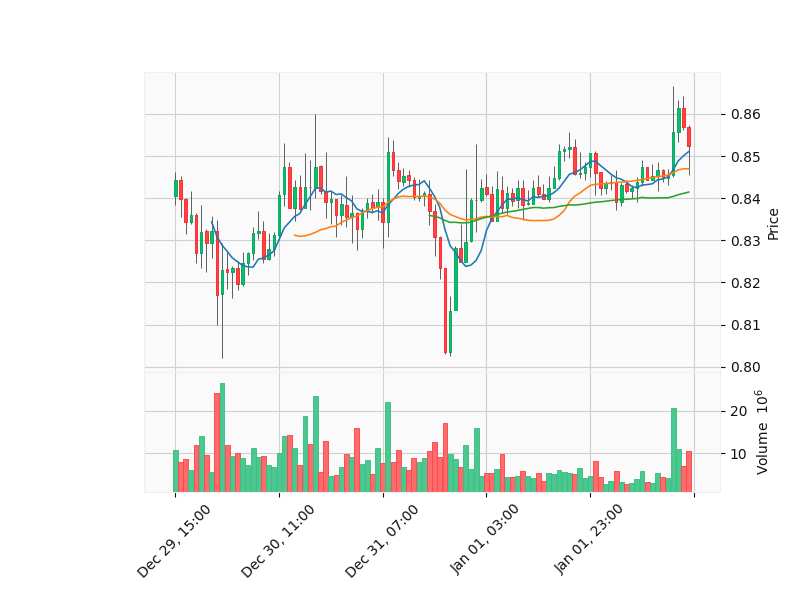 0.86
0.85
0.84
0.83
0.82
0.81
0.80
Price
20
10
Volume 10^6
Dec 29, 15:00
Dec 30, 11:00
Dec 31, 07:00
Jan 01, 03:00
Jan 01, 23:00